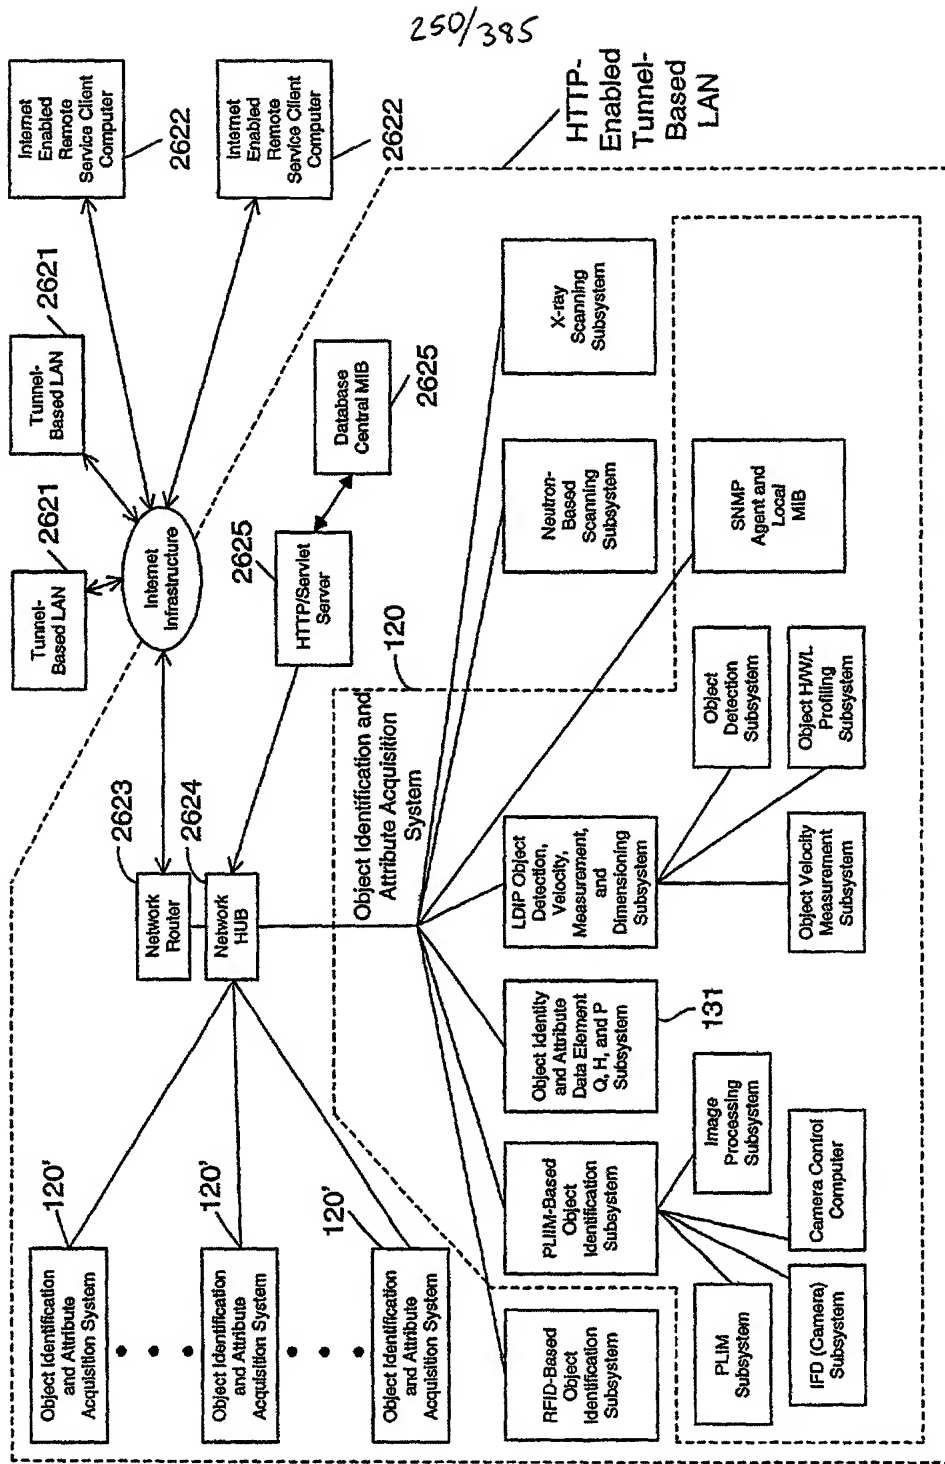 250/385
Internet
Enabled
Remote
Service Client
Computer
2622
Internet
Enabled
Remote
Service Client
Computer
2622
HTTP-
Enabled
Tunnel-
Based
LAN
Tunnel-
Based LAN
2621
Tunnel-
Based LAN
2621
Internet
Infrastructure
Database
Central MIB
2625
HTTP/Servlet
Server
2625
2623
Network
Router
2624
Network
HUB
120'
Object Identification
and Attribute
Acquisition System
120'
Object Identification
and Attribute
Acquisition System
120'
Object Identification
and Attribute
Acquisition System
Object Identification and
Attribute Acquisition
System
120
X-ray
Scanning
Subsystem
Neutron-
Based
Scanning
Subsystem
SNMP
Agent and
Local
MIB
LDIP Object
Detection,
Velocity,
Measurement,
and
Dimensioning
Subsystem
Object
Detection
Subsystem
Object H/W/L
Profiling
Subsystem
Object Velocity
Measurement
Subsystem
Object Identity
and Attribute
Data Element
Q, H, and P
Subsystem
131
PLIIM-Based
Object
Identification
Subsystem
Image
Processing
Subsystem
Camera Control
Computer
PLIM
Subsystem
IFD (Camera)
Subsystem
RFID-Based
Object
Identification
Subsystem